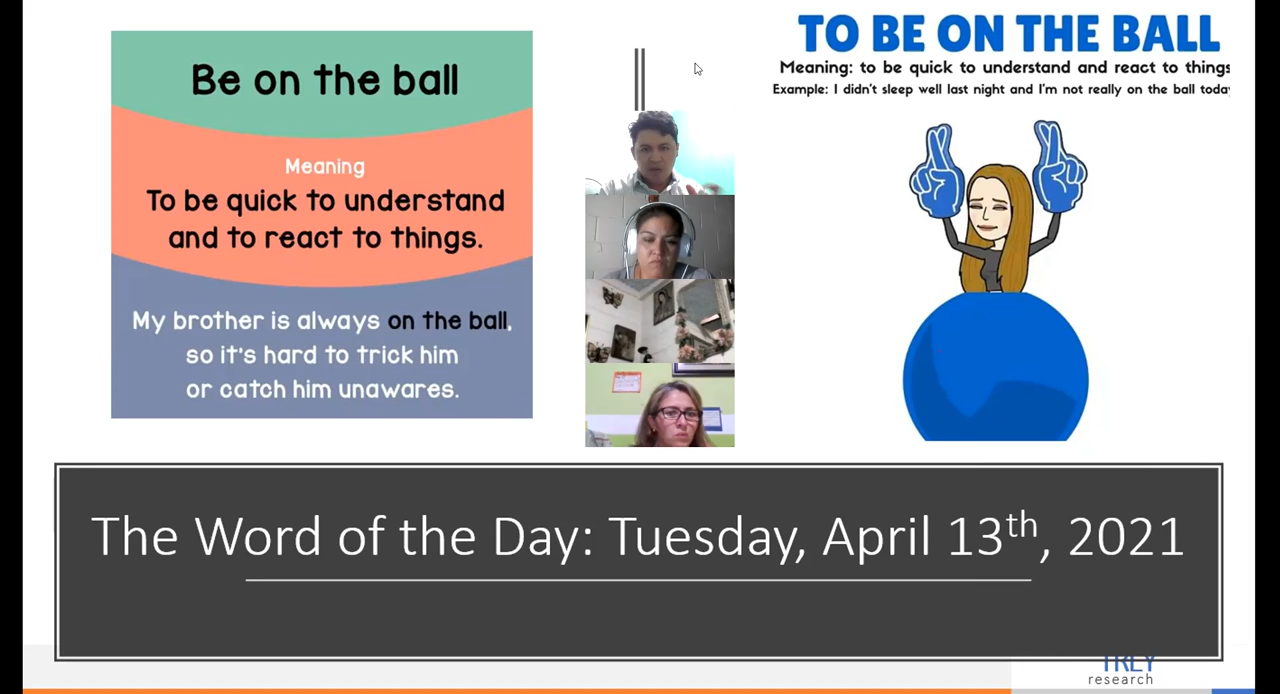 Be on the ball
Meaning
To be quick to understand
and to react to things.
My brother is always on the ball,
so it's hard to trick him
or catch him unawares.
TO BE ON THE BALL
Meaning: to be quick to understand and react to things
Example: I didn't sleep well last night and I'm not really on the ball today
The Word of the Day: Tuesday, April 13th, 2021
TREY
research